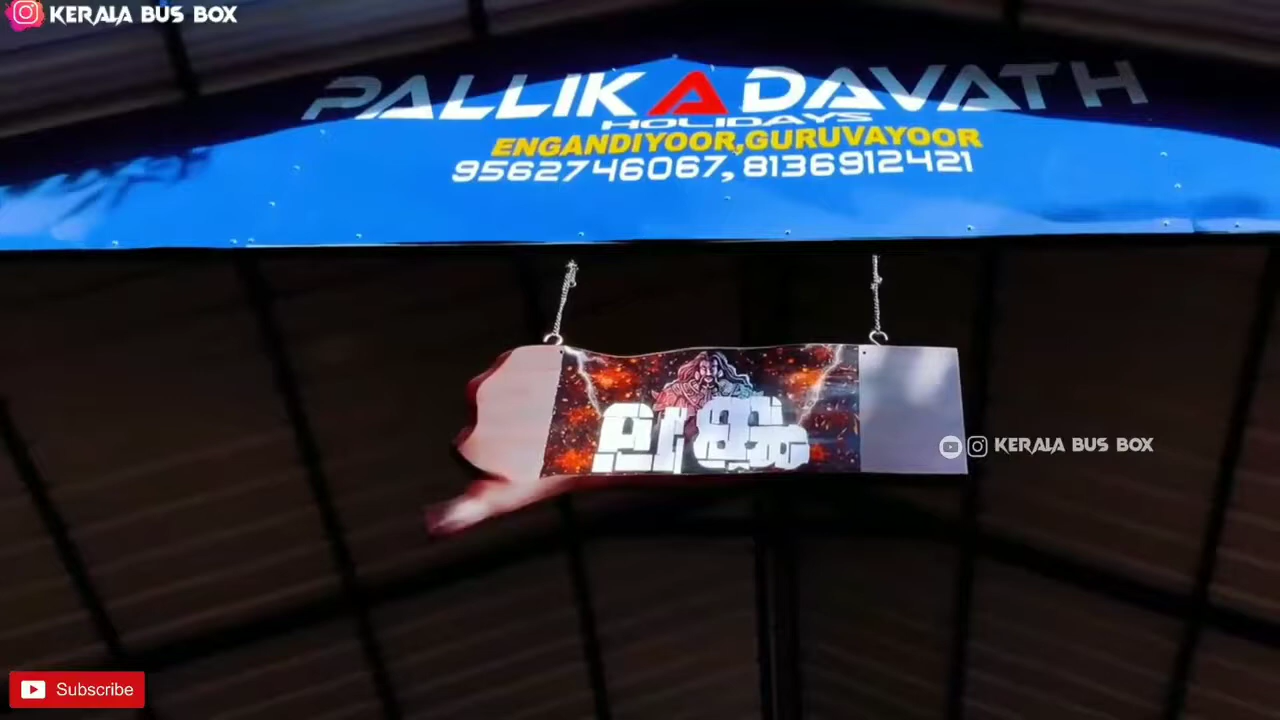 KERALA BUS BOX
PALLIKADAVATH
HOLIDAYS
ENGANDIYOOR,GURUVAYOOR
9562746067, 8136912421
KERALA BUS BOX
Subscribe